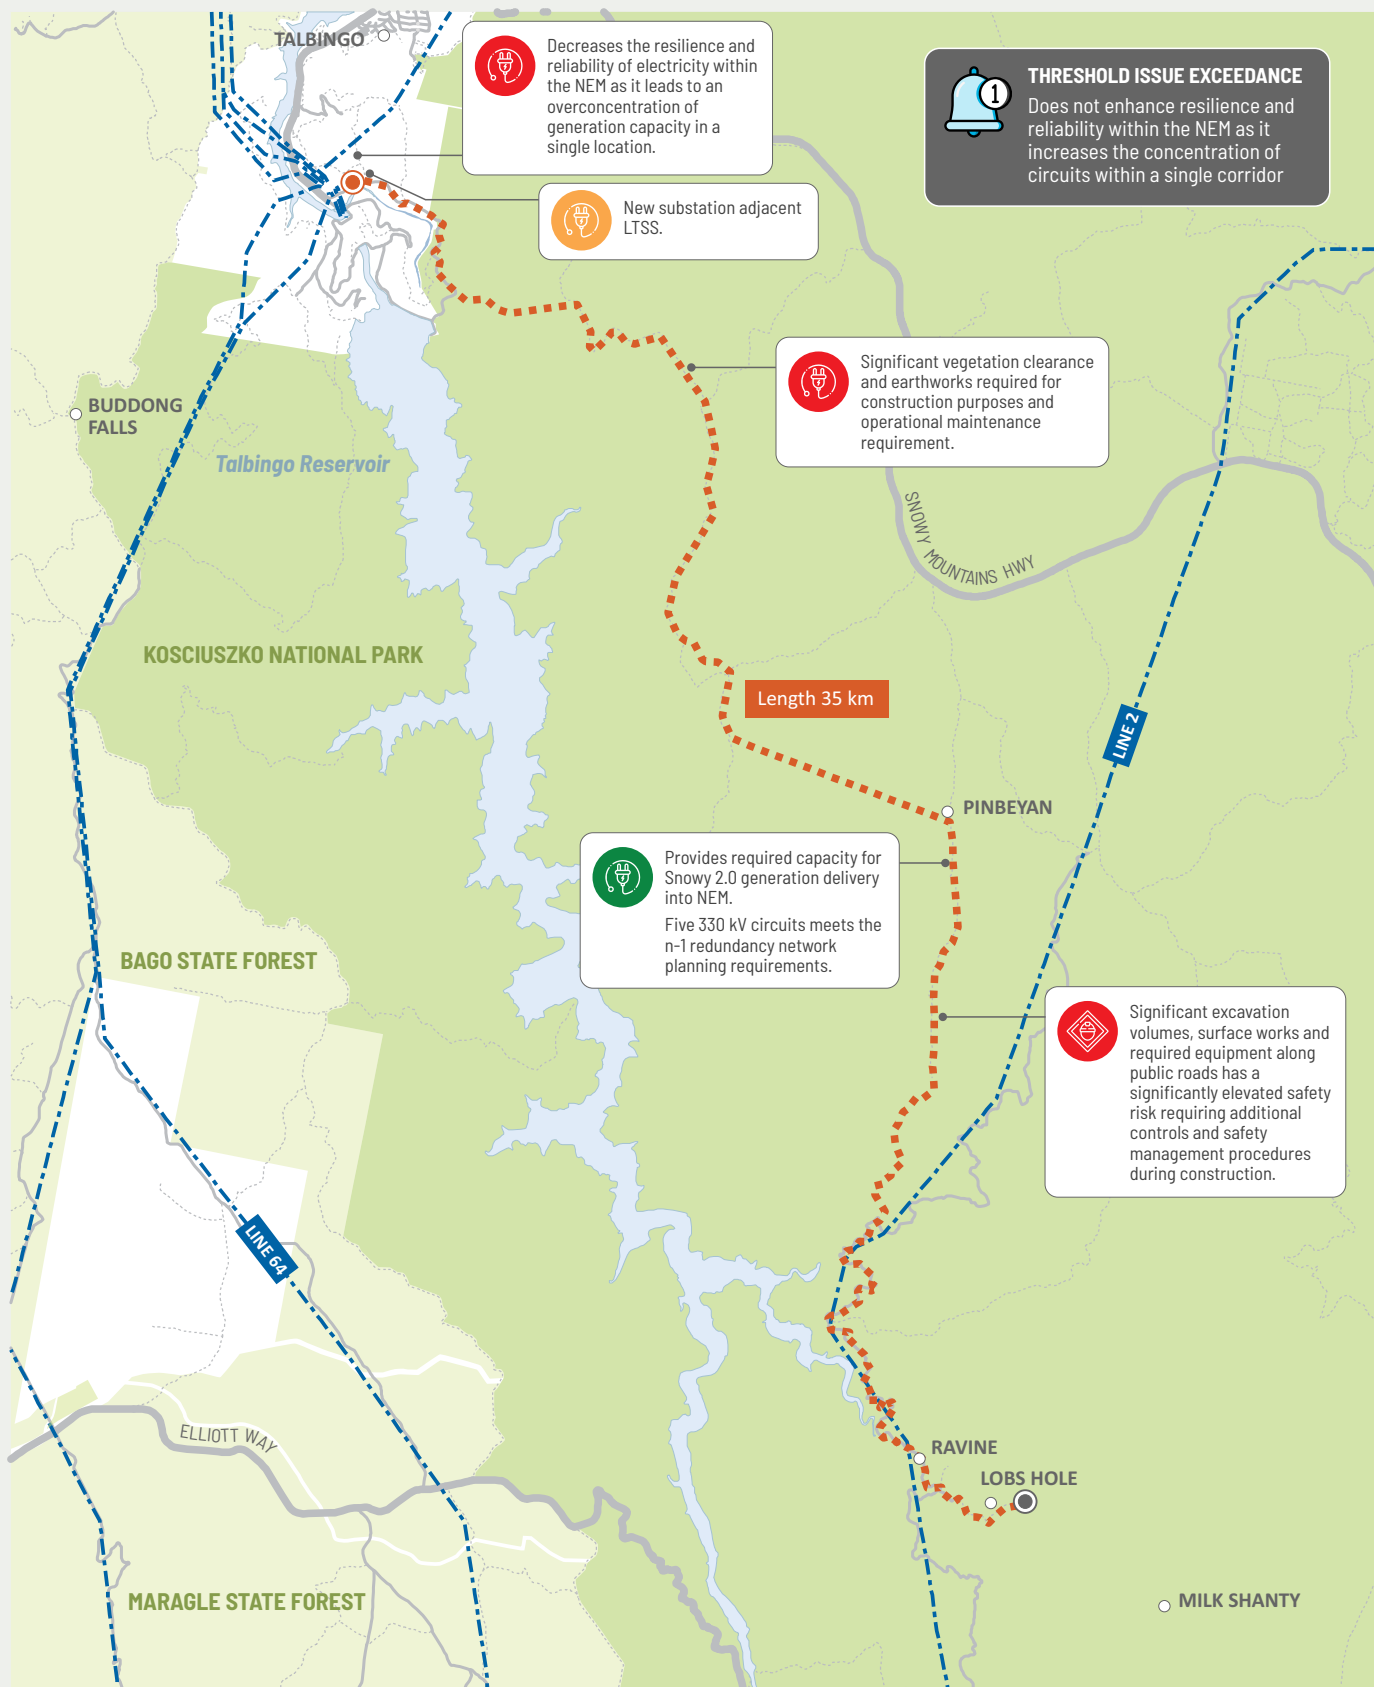 TALBINGO
Decreases the resilience and
reliability of electricity within
the NEM as it leads to an
overconcentration of
generation capacity in a
single location.
1
THRESHOLD ISSUE EXCEEDANCE
Does not enhance resilience and
reliability within the NEM as it
increases the concentration of
circuits within a single corridor
New substation adjacent
LTSS.
Significant vegetation clearance
and earthworks required for
construction purposes and
operational maintenance
requirement.
BUDDONG
FALLS
Talbingo Reservoir
SNOWY MOUNTAINS HWY
KOSCIUSZKO NATIONAL PARK
Length 35 km
LINE 2
PINBEYAN
Provides required capacity for
Snowy 2.0 generation delivery
into NEM.
Five 330 kV circuits meets the
n-1 redundancy network
planning requirements.
BAGO STATE FOREST
Significant excavation
volumes, surface works and
required equipment along
public roads has a
significantly elevated safety
risk requiring additional
controls and safety
management procedures
during construction.
LINE 64
ELLIOTT WAY
RAVINE
LOBS HOLE
MARAGLE STATE FOREST
MILK SHANTY